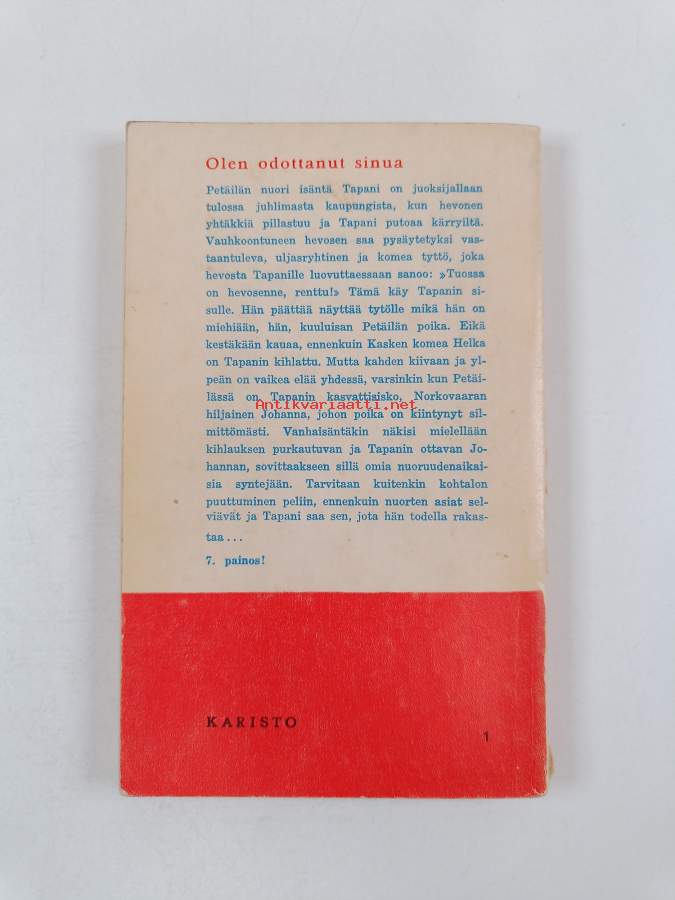 Olen odottanut sinua
Petäilän nuori isäntä Tapani on juoksijallaan
tulossa juhlimasta kaupungista, kun hevonen
yhtäkkiä pillastuu ja Tapani putoaa kärryiltä.
Vauhkoontuneen hevosen saa pysäytetyksi vas-
taantuleva, uljasryhtinen ja komea tyttö, joka
hevosta Tapanille luovuttaessaan sanoo: »Tuossa
on hevosenne, renttu!» Tämä käy Tapanin si-
sulle. Hän päättää näyttää tytölle mikä hän on
miehiään, hän, kuuluisan Petäilän poika. Eikä
kestäkään kauaa, ennenkuin Kasken komea Helka
on Tapanin kihlattu. Mutta kahden kiivaan ja yl-
peän on vaikea elää yhdessä, varsinkin kun Petäi-
lässä on Tapanin kasvattisisko, Norkovaaran
Antikvariaatti.net
hiljainen Johanna, johon poika on kiintynyt sil-
mittömästi. Vanhaisäntäkin näkisi mielellään
kihlauksen purkautuvan ja Tapanin ottavan Jo-
hannan, sovittaakseen sillä omia nuoruudenaikai-
sia syntejään. Tarvitaan kuitenkin kohtalon
puuttuminen peliin, ennenkuin nuorten asiat sel-
viävät ja Tapani saa sen, jota hän todella rakas-
taa...
7. painos!
KARISTO
1